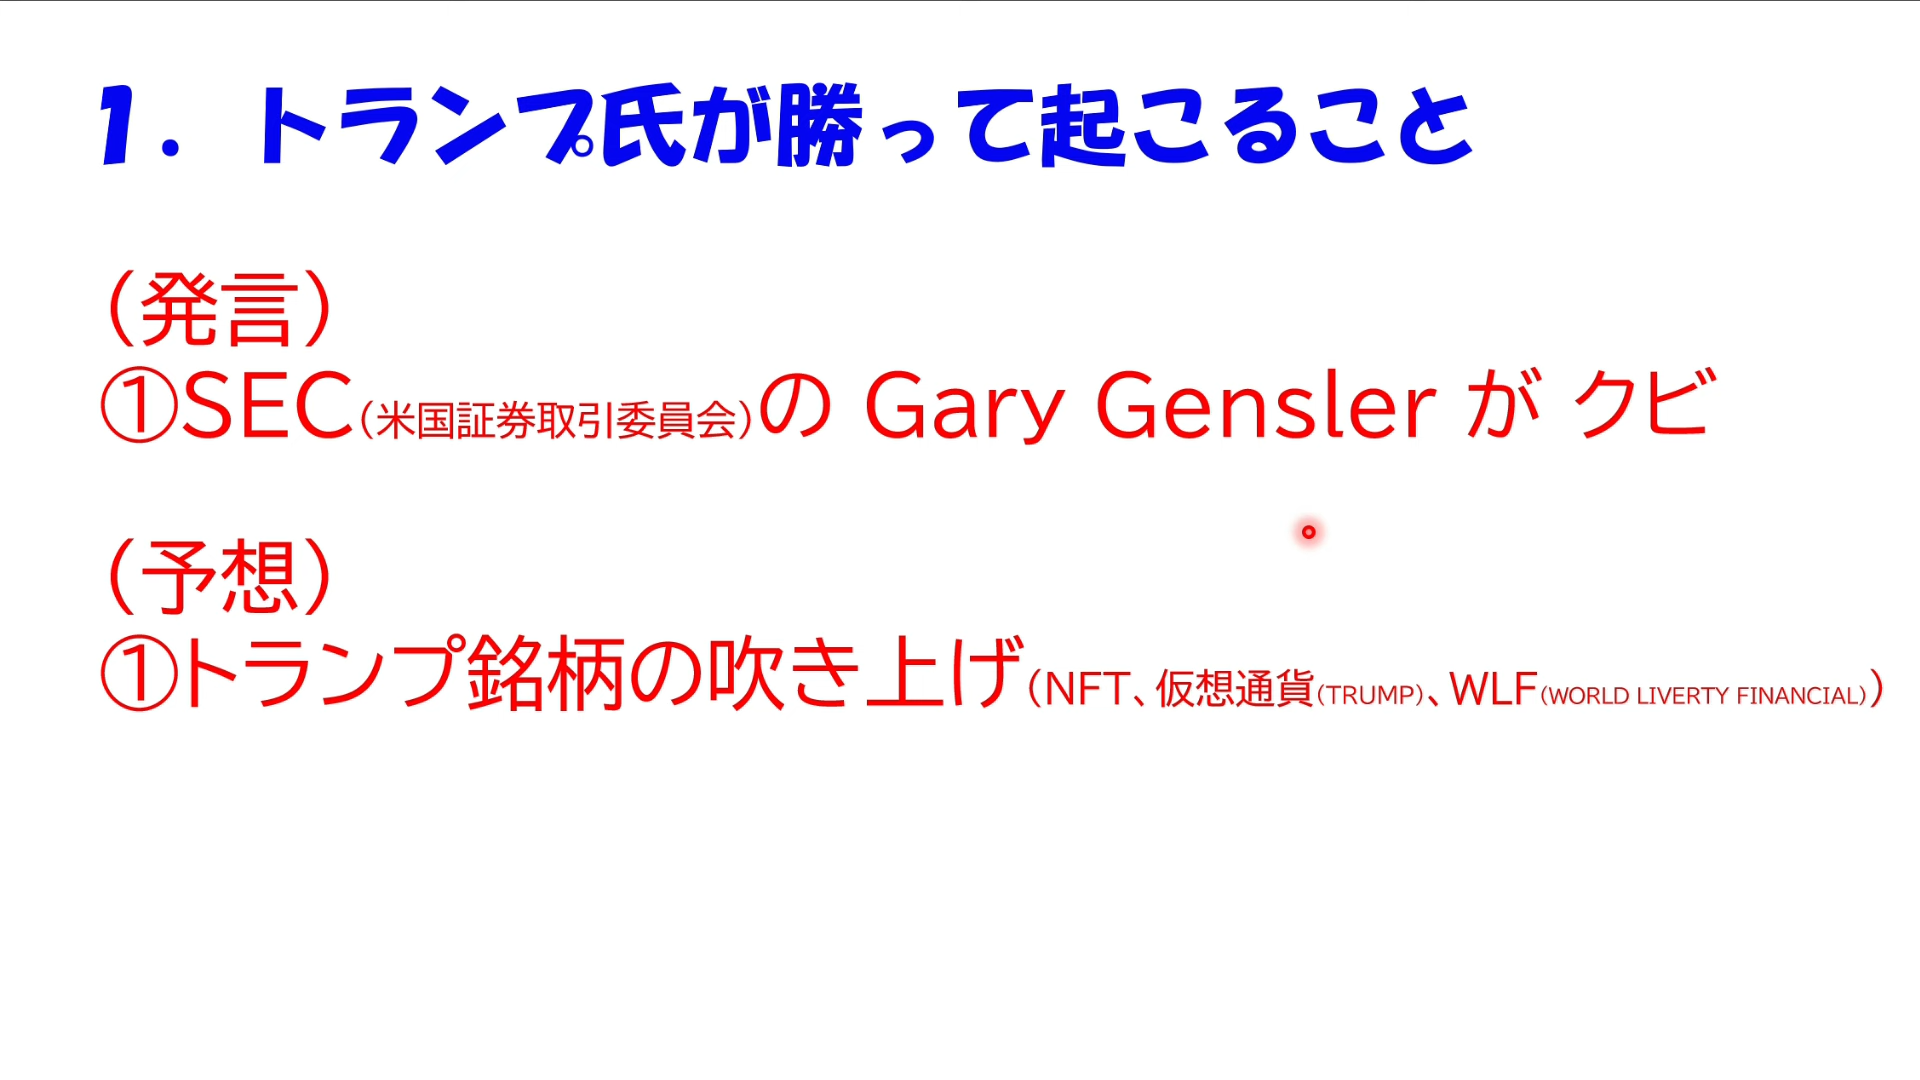 1. トランプ氏が勝って起こること
(発言)
①SEC(米国証券取引委員会)の Gary Gensler が クビ
(予想)
①トランプ銘柄の吹き上げ(NFT、仮想通貨(TRUMP)、WLF(WORLD LIVERTY FINANCIAL))